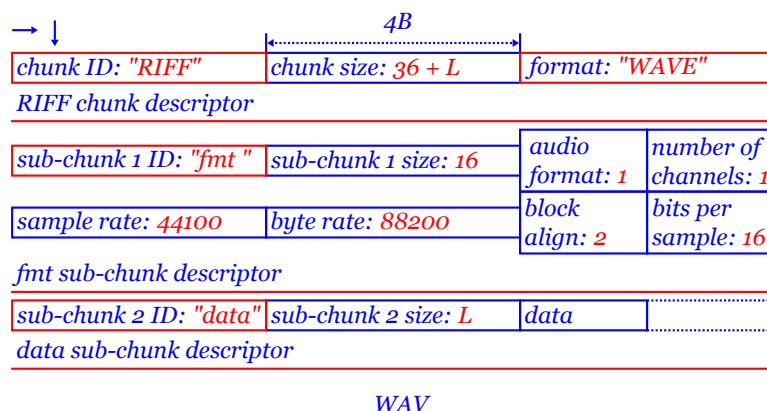 4B
chunk ID: "RIFF" chunk size: 36 + L format: "WAVE"
RIFF chunk descriptor
sub-chunk 1 ID: "fmt " sub-chunk 1 size: 16 audio format: 1 number of channels: 1
sample rate: 44100 byte rate: 88200 block align: 2 bits per sample: 16
fmt sub-chunk descriptor
sub-chunk 2 ID: "data" sub-chunk 2 size: L data
data sub-chunk descriptor
WAV